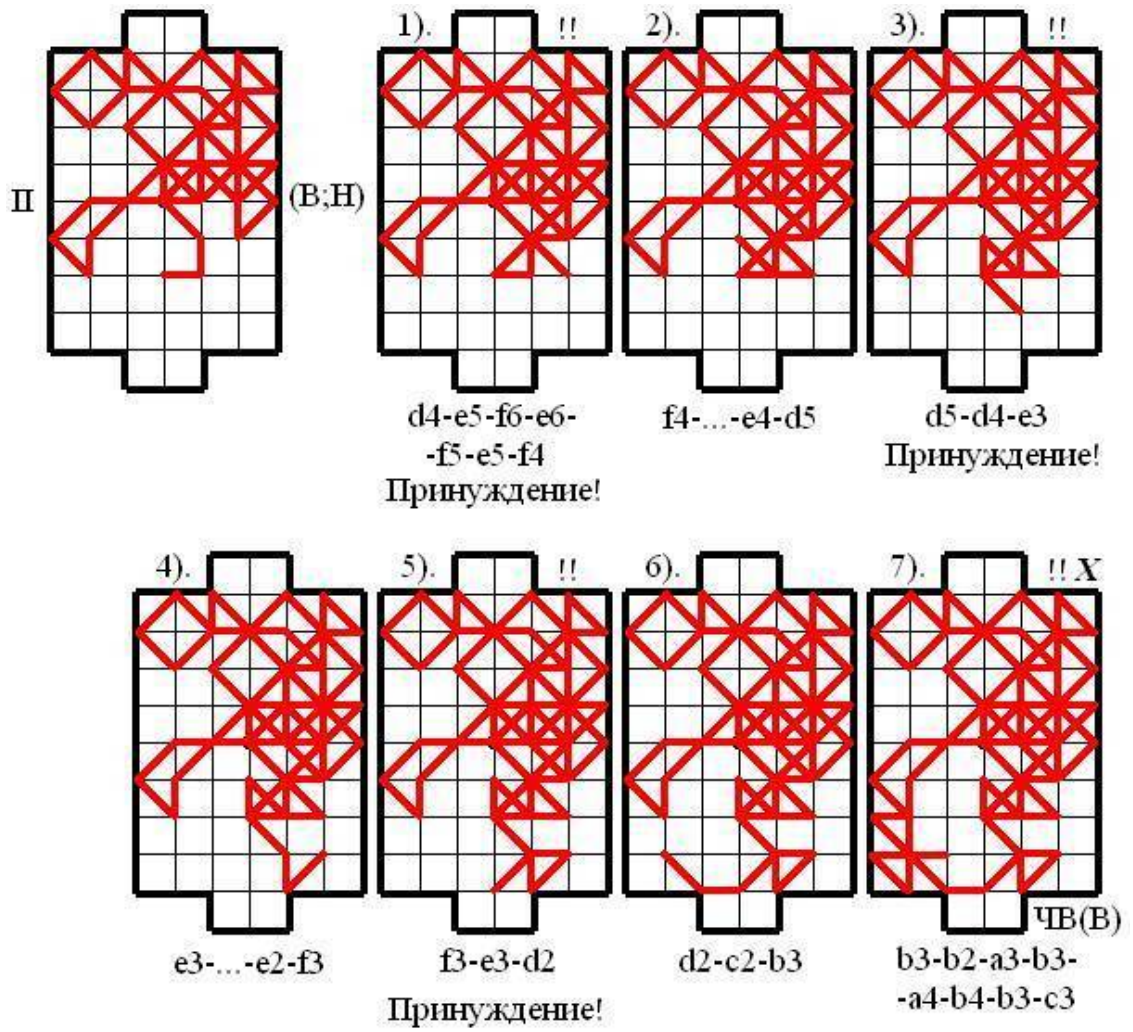 1). !! 2). 3). !!
П (В;Н)
d4-e5-f6-e6-
-f5-e5-f4
Принуждение!
f4-...-e4-d5
d5-d4-e3
Принуждение!
4). 5). !! 6). 7). !! X
ЧВ(В)
e3-...-e2-f3
f3-e3-d2
Принуждение!
d2-c2-b3
b3-b2-a3-b3-
-a4-b4-b3-c3